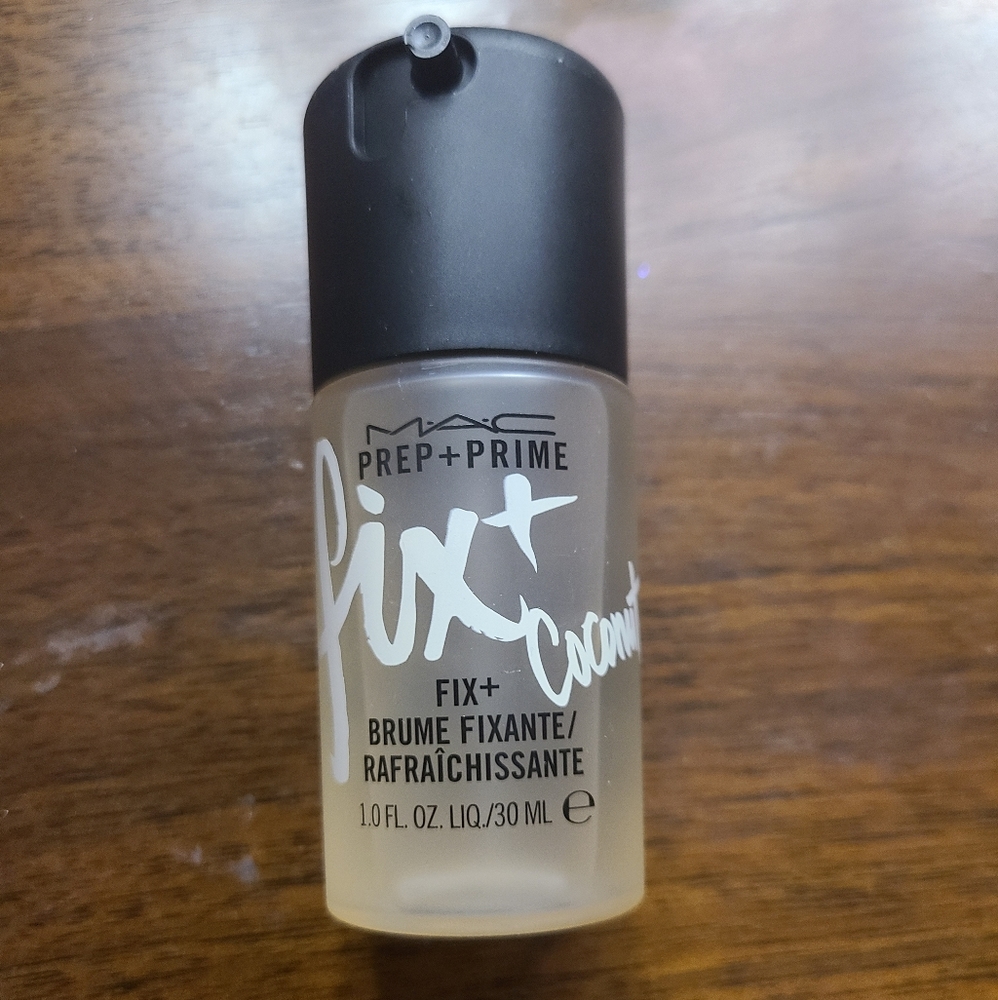 MAC
PREP+PRIME
fix+
Coconut
FIX+
BRUME FIXANTE/
RAFRAÎCHISSANTE
1.0 FL. OZ. LIQ./30 ML ℮